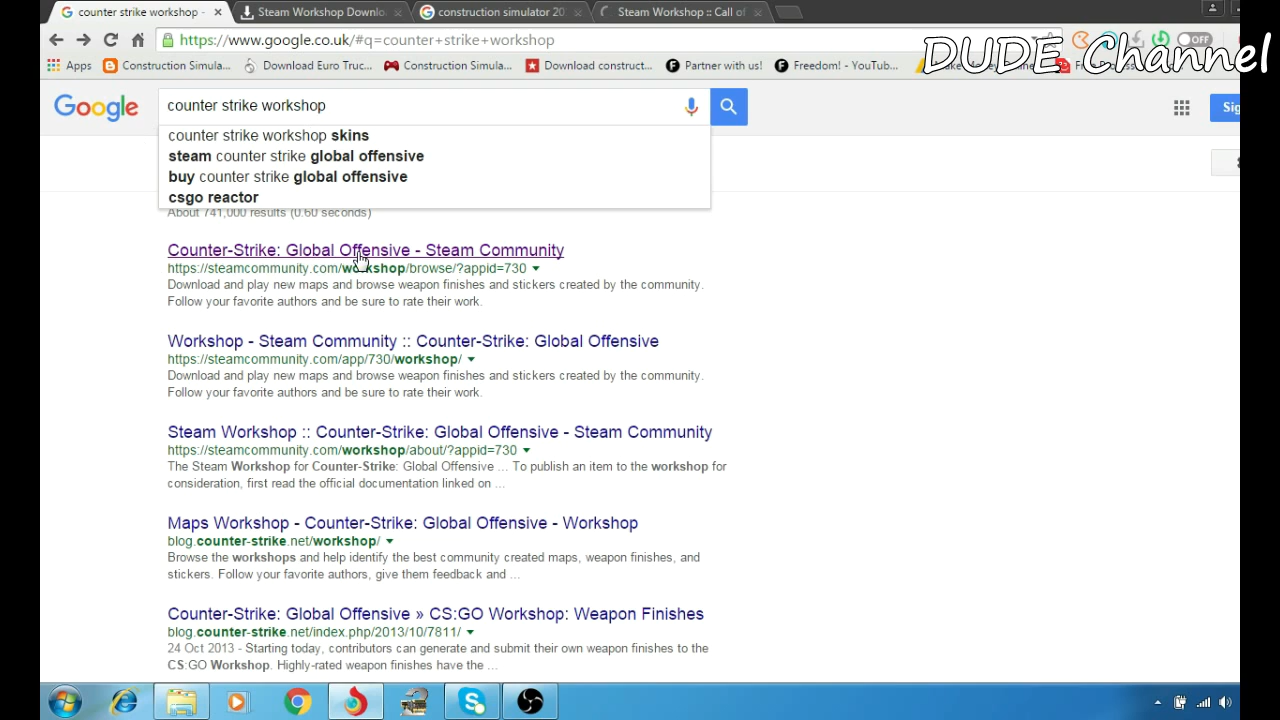 counter strike workshop -
Steam Workshop Downlo
construction simulator 20
Steam Workshop :: Call of
https://www.google.co.uk/#q=counter+strike+workshop
OFF
DUDE Channel
Apps
Construction Simula...
Download Euro Truc...
Construction Simula...
Download construct...
Partner with us!
Freedom! - YouTub...
Google
counter strike workshop
Sig
counter strike workshop skins
steam counter strike global offensive
buy counter strike global offensive
csgo reactor
About 741,000 results (0.60 seconds)
Counter-Strike: Global Offensive - Steam Community
https://steamcommunity.com/workshop/browse/?appid=730
Download and play new maps and browse weapon finishes and stickers created by the community.
Follow your favorite authors and be sure to rate their work.
Workshop - Steam Community :: Counter-Strike: Global Offensive
https://steamcommunity.com/app/730/workshop/
Download and play new maps and browse weapon finishes and stickers created by the community.
Follow your favorite authors and be sure to rate their work.
Steam Workshop :: Counter-Strike: Global Offensive - Steam Community
https://steamcommunity.com/workshop/about/?appid=730
The Steam Workshop for Counter-Strike: Global Offensive ... To publish an item to the workshop for
consideration, first read the official documentation linked on ...
Maps Workshop - Counter-Strike: Global Offensive - Workshop
blog.counter-strike.net/workshop/
Browse the workshops and help identify the best community created maps, weapon finishes, and
stickers. Follow your favorite authors, give them feedback and ...
Counter-Strike: Global Offensive » CS:GO Workshop: Weapon Finishes
blog.counter-strike.net/index.php/2013/10/7811/
24 Oct 2013 - Starting today, contributors can generate and submit their own weapon finishes to the
CS:GO Workshop. Highly-rated weapon finishes have the ...